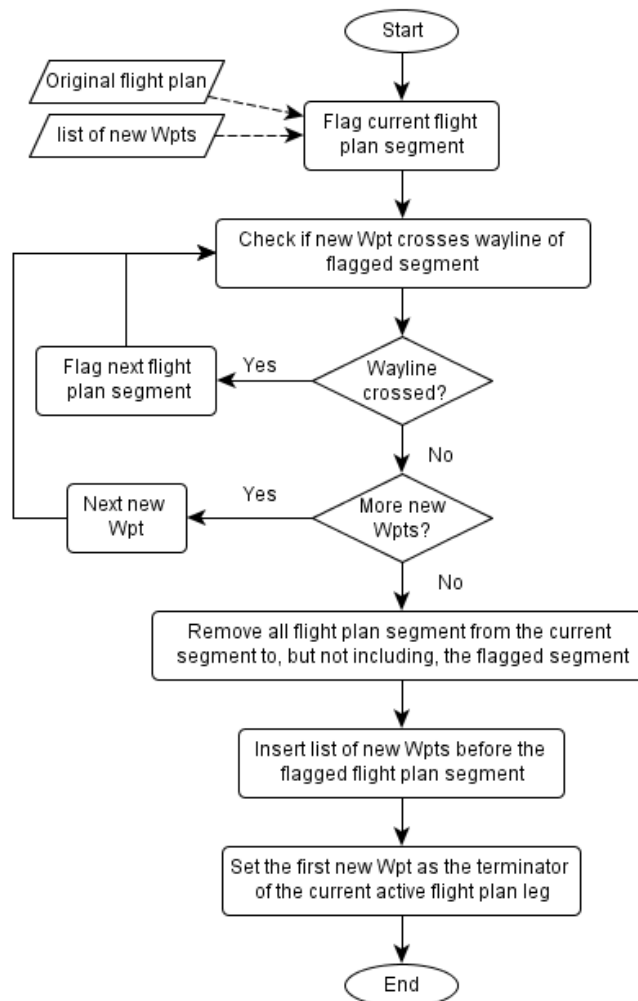 Start
Original flight plan
list of new Wpts
Flag current flight
plan segment
Check if new Wpt crosses wayline of
flagged segment
Flag next flight
plan segment
Yes
Wayline
crossed?
No
Next new
Wpt
Yes
More new
Wpts?
No
Remove all flight plan segment from the current
segment to, but not including, the flagged segment
Insert list of new Wpts before the
flagged flight plan segment
Set the first new Wpt as the terminator
of the current active flight plan leg
End